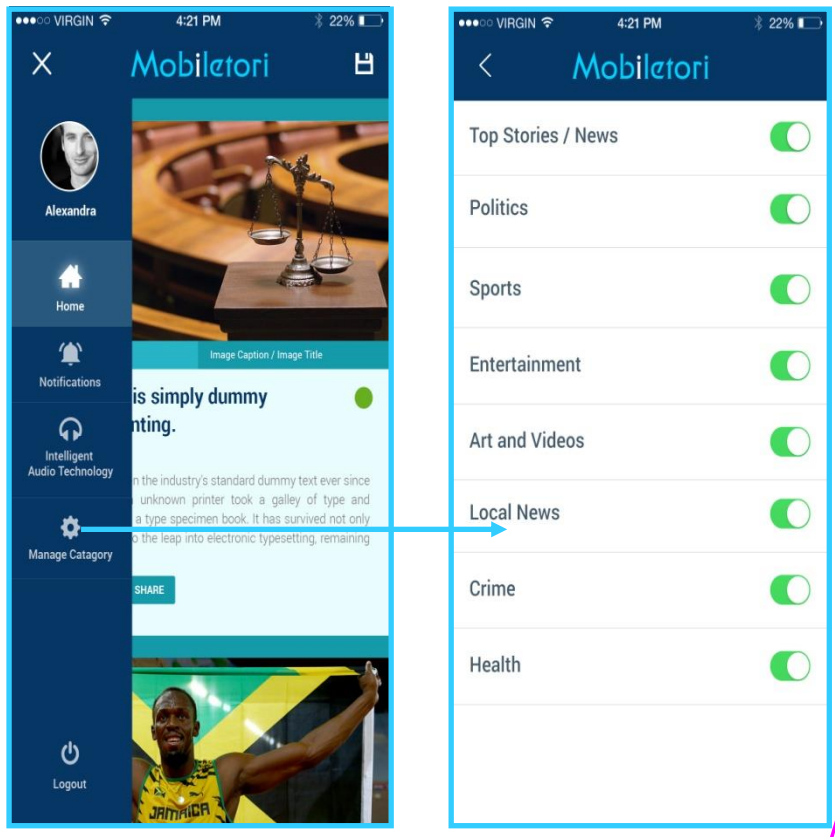 VIRGIN 4:21 PM 22%
Mobiletori
Alexandra
Home
Notifications
Intelligent
Audio Technology
Manage Catagory
Logout
Image Caption / Image Title
is simply dummy
nting.
n the industry's standard dummy text ever since
unknown printer took a galley of type and
a type specimen book. It has survived not only
o the leap into electronic typesetting, remaining
SHARE
JAMAICA
VIRGIN 4:21 PM 22%
Mobiletori
Top Stories / News
Politics
Sports
Entertainment
Art and Videos
Local News
Crime
Health